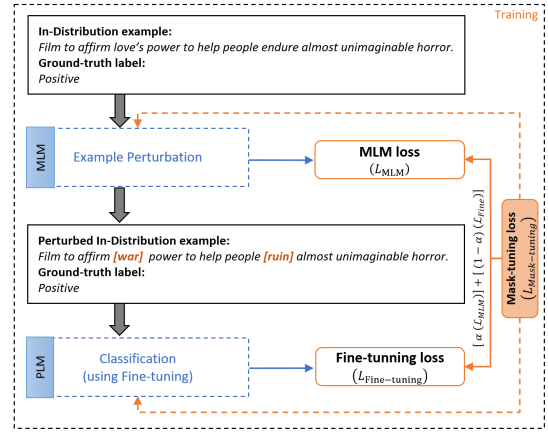 Training
In-Distribution example:
Film to affirm love's power to help people endure almost unimaginable horror.
Ground-truth label:
Positive
MLM
Example Perturbation
MLM loss
(L_MLM)
Perturbed In-Distribution example:
Film to affirm [war] power to help people [ruin] almost unimaginable horror.
Ground-truth label:
Positive
PLM
Classification
(using Fine-tuning)
Fine-tunning loss
(L_Fine−tuning)
[ α (ℒ_MLM)] + [ (1 − α) (ℒ_Fine)]
Mask-tuning loss
(L_Mask−tuning)